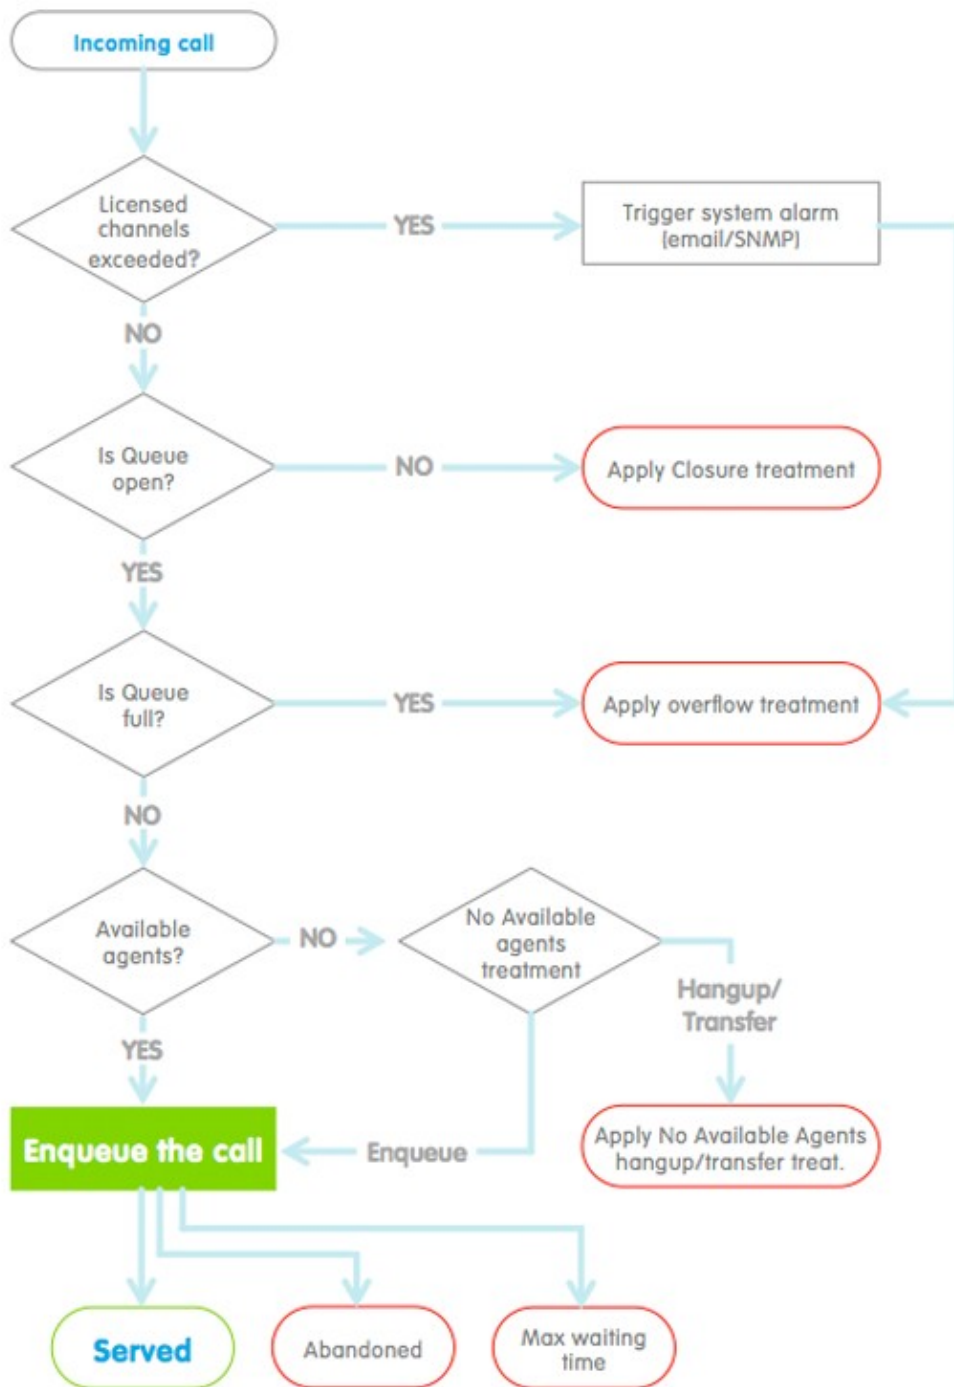 Incoming call
Licensed
channels
exceeded?
YES
Trigger system alarm
(email/SNMP)
NO
Is Queue
open?
NO
Apply Closure treatment
YES
Is Queue
full?
YES
Apply overflow treatment
NO
Available
agents?
NO
No Available
agents
treatment
Hangup/
Transfer
YES
Enqueue the call
Enqueue
Apply No Available Agents
hangup/transfer treat.
Served
Abandoned
Max waiting
time